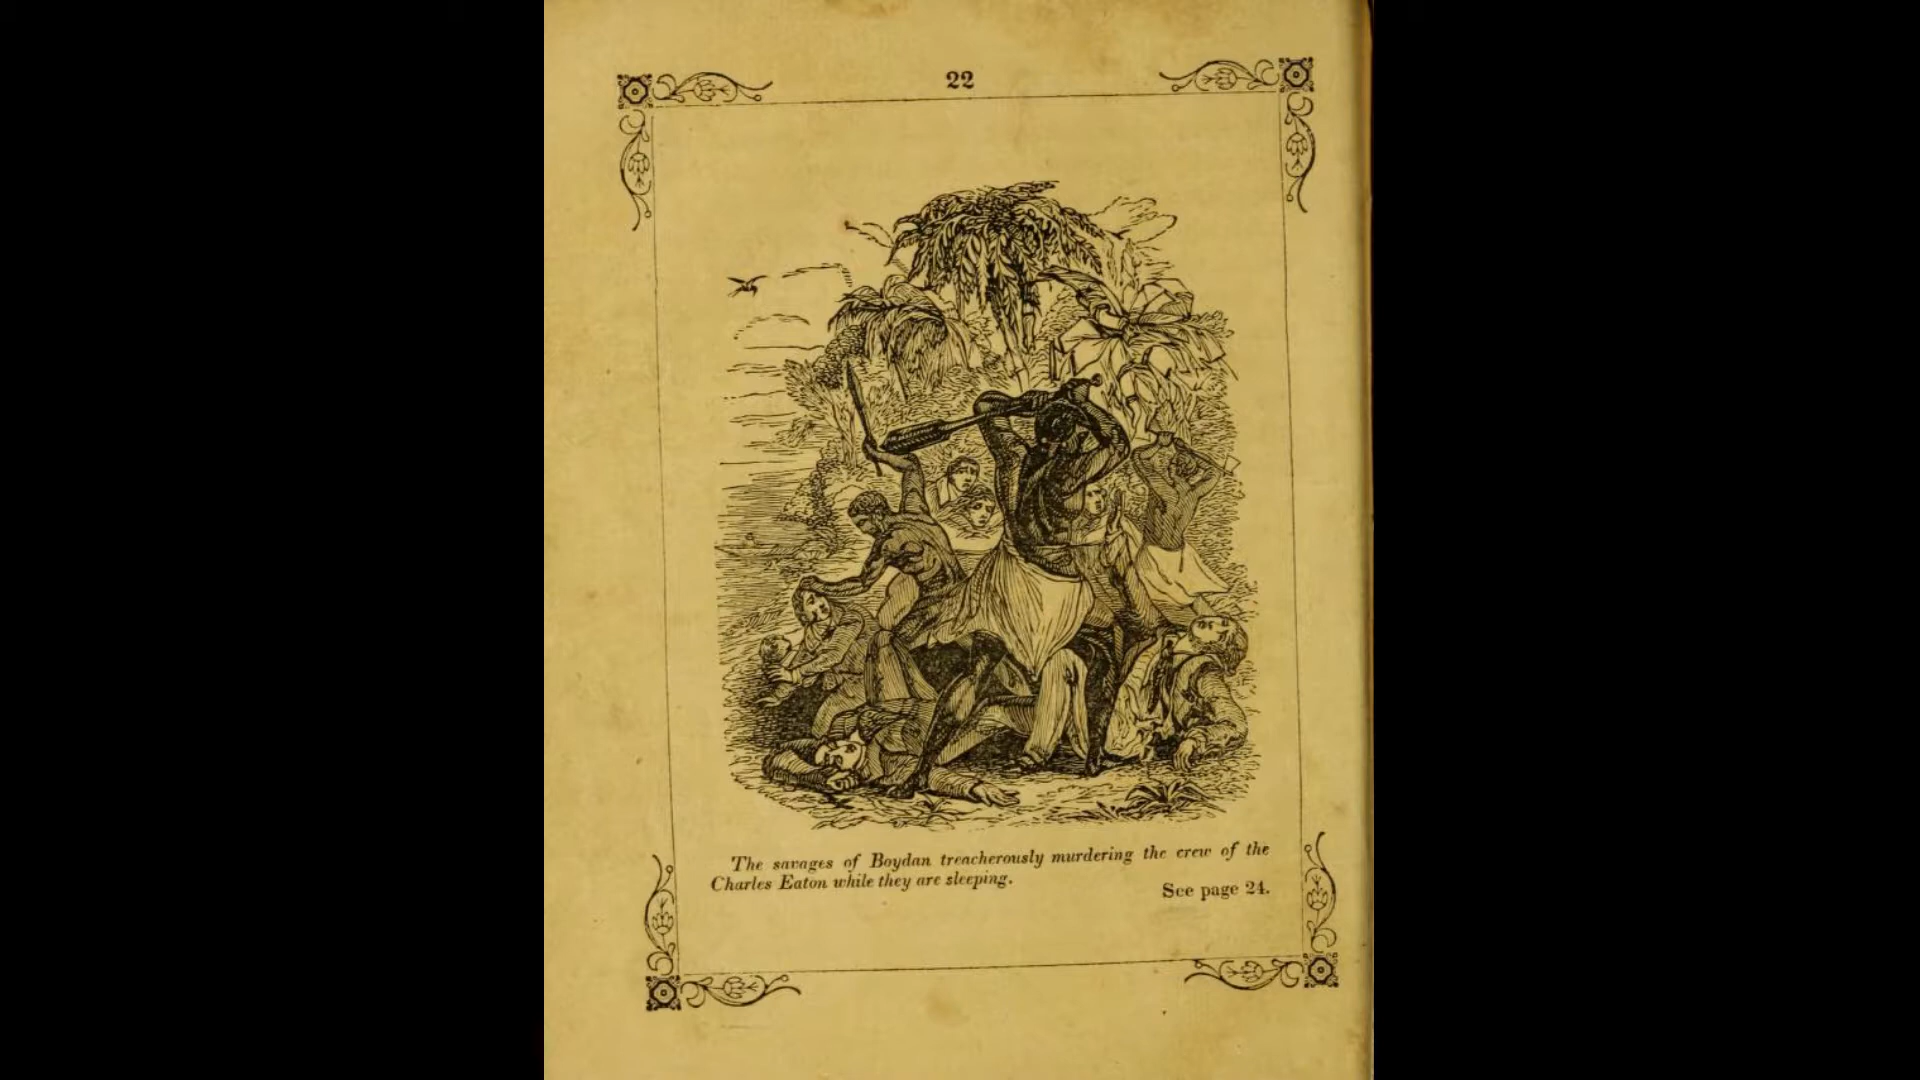 22
The savages of Boydan treacherously murdering the crew of the
Charles Eaton while they are sleeping.
See page 24.